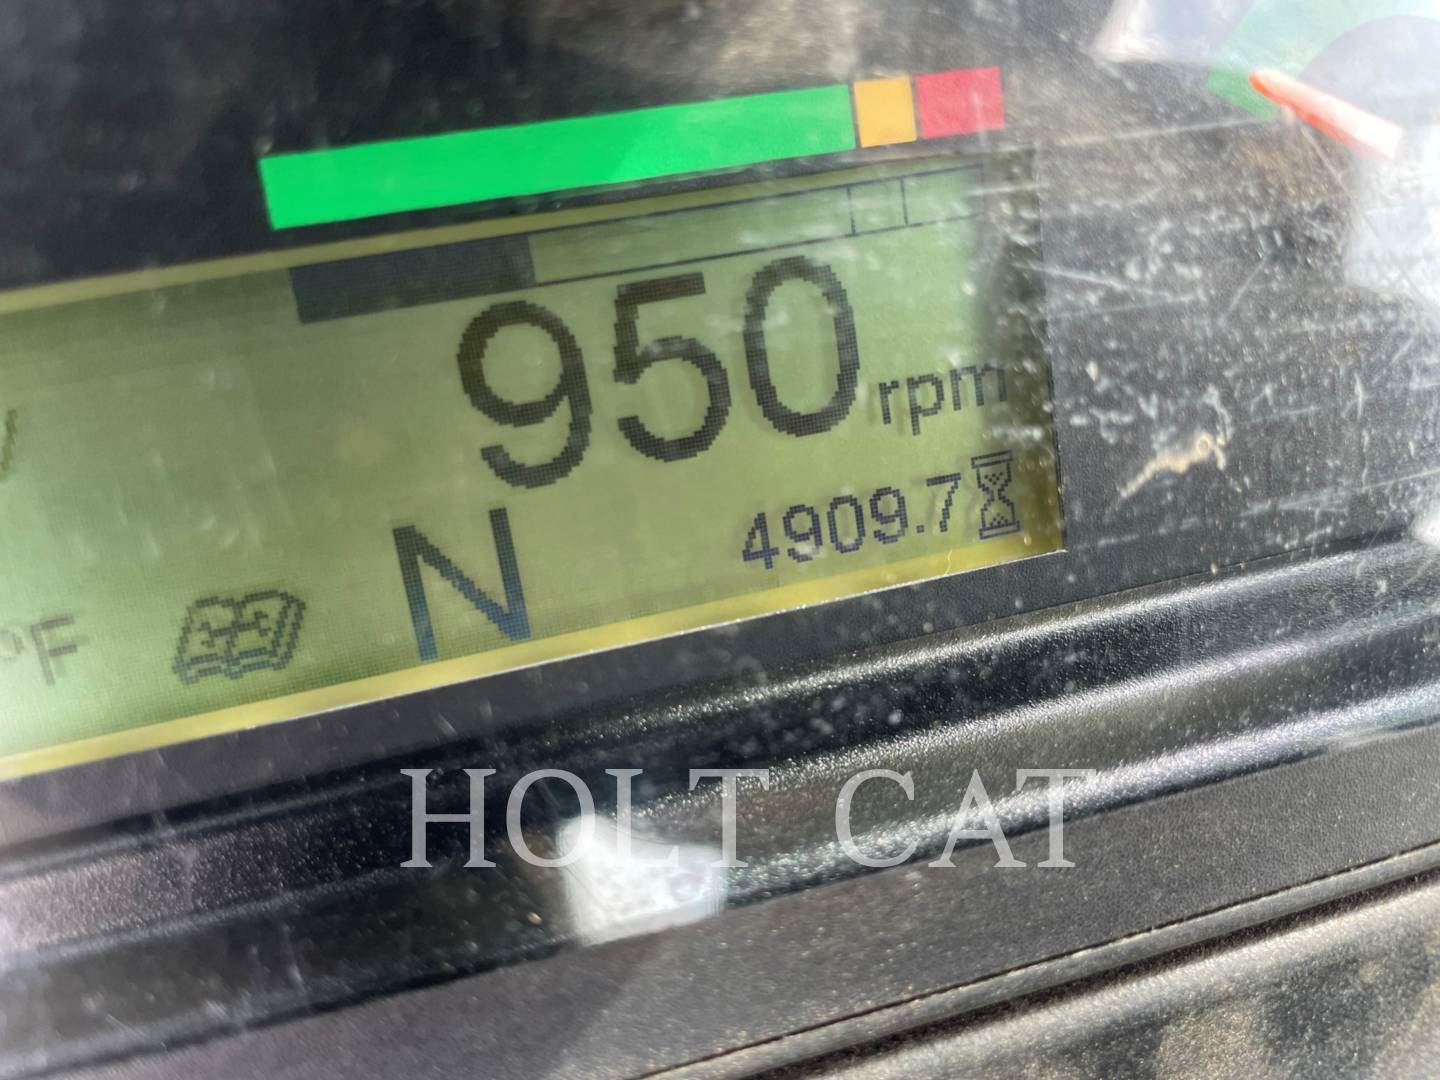 950 rpm
4909.7
N
°F
HOLT CAT